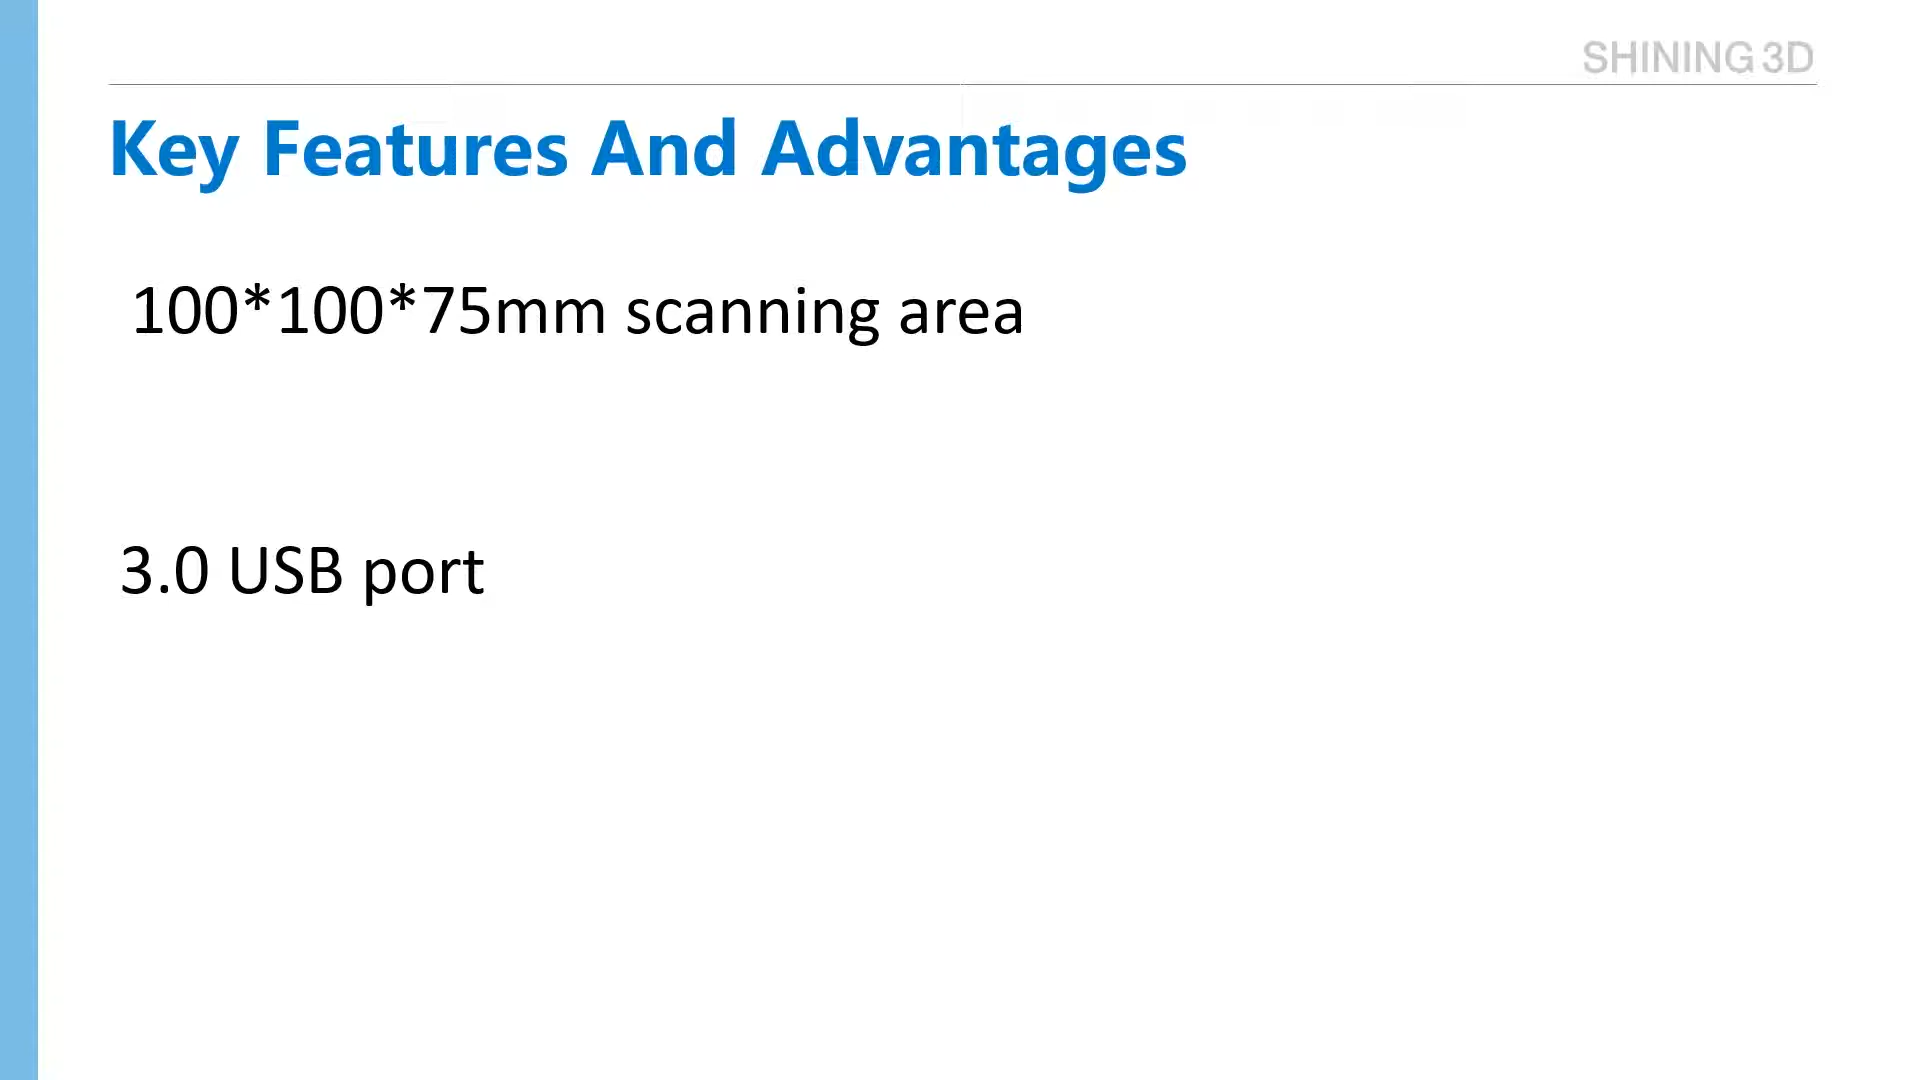 SHINING 3D
Key Features And Advantages
100*100*75mm scanning area
3.0 USB port